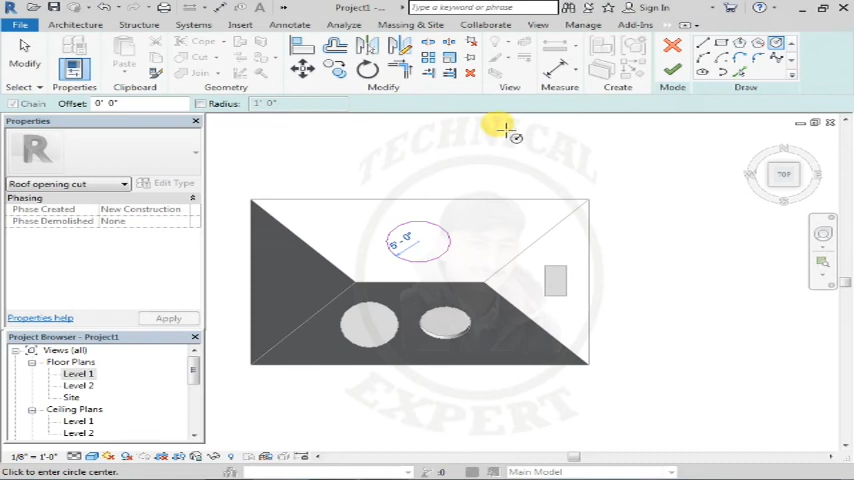 Project1 -
Type a keyword or phrase
Sign In
File Architecture Structure Systems Insert Annotate Analyze Massing & Site Collaborate View Manage Add-Ins
Modify
Paste
Cope
Cut
Join
Select Properties Clipboard Geometry Modify View Measure Create Mode Draw
Chain Offset: 0' 0" Radius: 1' 0"
Properties
R
Roof opening cut
Edit Type
Phasing
Phase Created New Construction
Phase Demolished None
Properties help
Apply
Project Browser - Project1
Views (all)
Floor Plans
Level 1
Level 2
Site
Ceiling Plans
Level 1
Level 2
TECHNICAL
EXPERT
5' - 0"
TOP
1/8" = 1'-0"
Click to enter circle center.
:0
Main Model